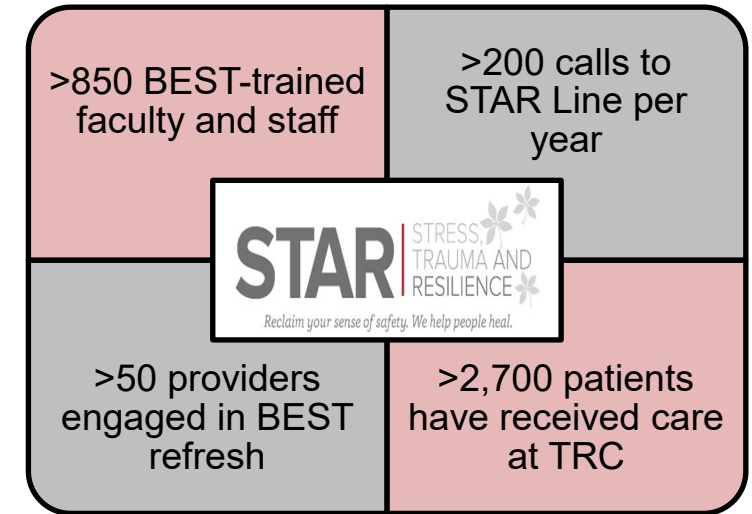 >850 BEST-trained
faculty and staff
>200 calls to
STAR Line per
year
STAR
STRESS,
TRAUMA AND
RESILIENCE
Reclaim your sense of safety. We help people heal.
>50 providers
engaged in BEST
refresh
>2,700 patients
have received care
at TRC